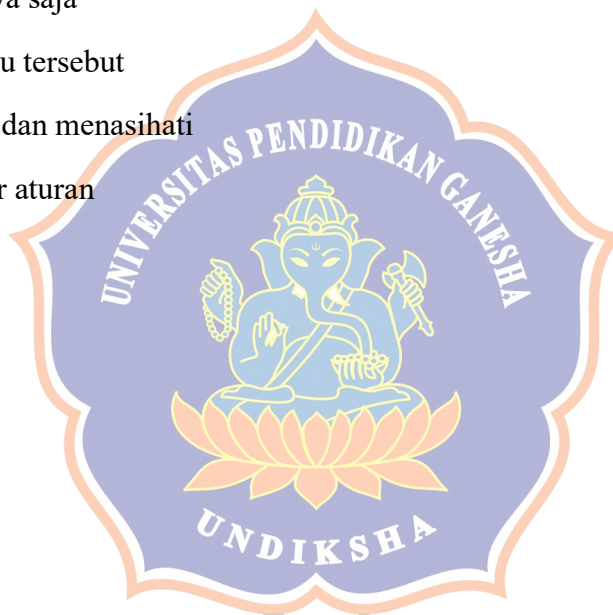 saja
tersebut
dan menasihati
aturan
UNIVERSITAS PENDIDIKAN GANESHA
UNDIKSHA